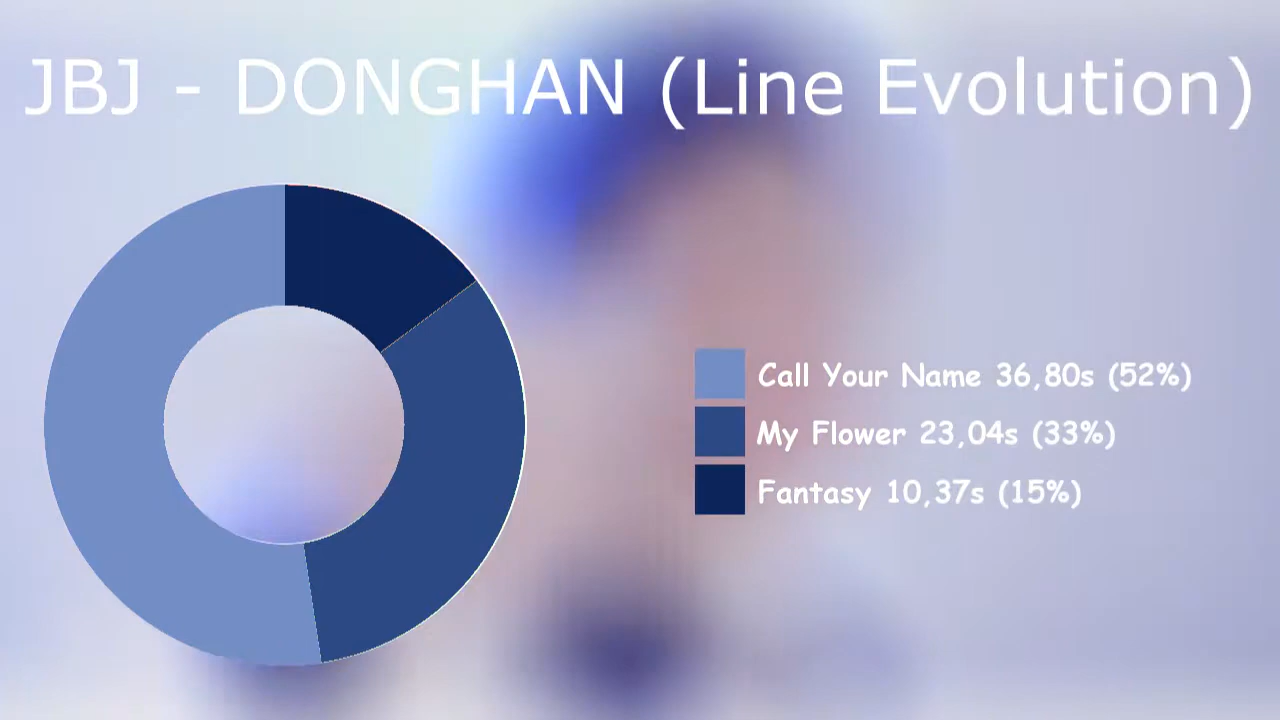 JBJ - DONGHAN (Line Evolution)
Call Your Name 36,80s (52%)
My Flower 23,04s (33%)
Fantasy 10,37s (15%)